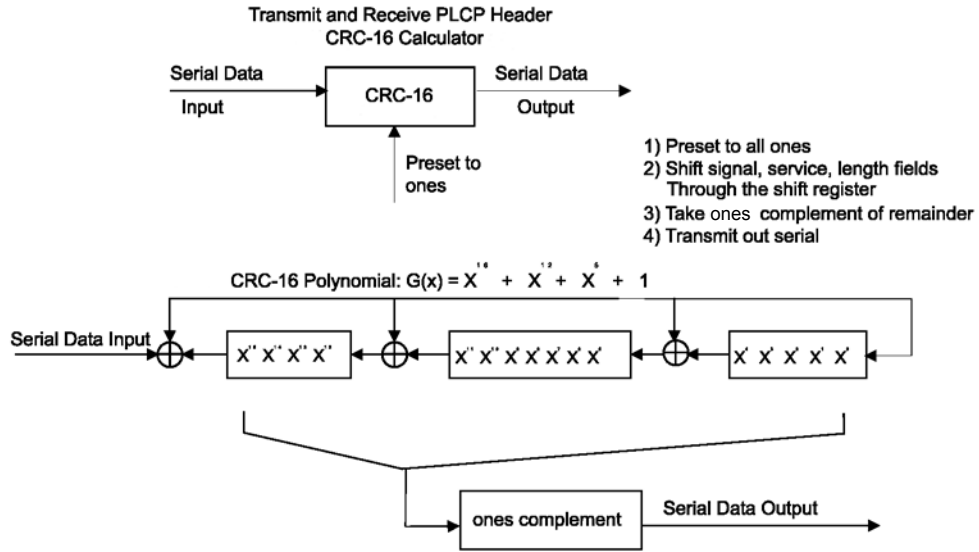 Transmit and Receive PLCP Header
CRC-16 Calculator
Serial Data
Input
CRC-16
Serial Data
Output
Preset to
ones
1) Preset to all ones
2) Shift signal, service, length fields
Through the shift register
3) Take ones complement of remainder
4) Transmit out serial
CRC-16 Polynomial: G(x) = X¹⁶ + X¹² + X⁵ + 1
Serial Data Input
ones complement
Serial Data Output